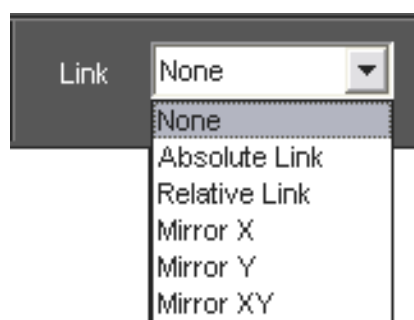 Link None
None
Absolute Link
Relative Link
Mirror X
Mirror Y
Mirror XY